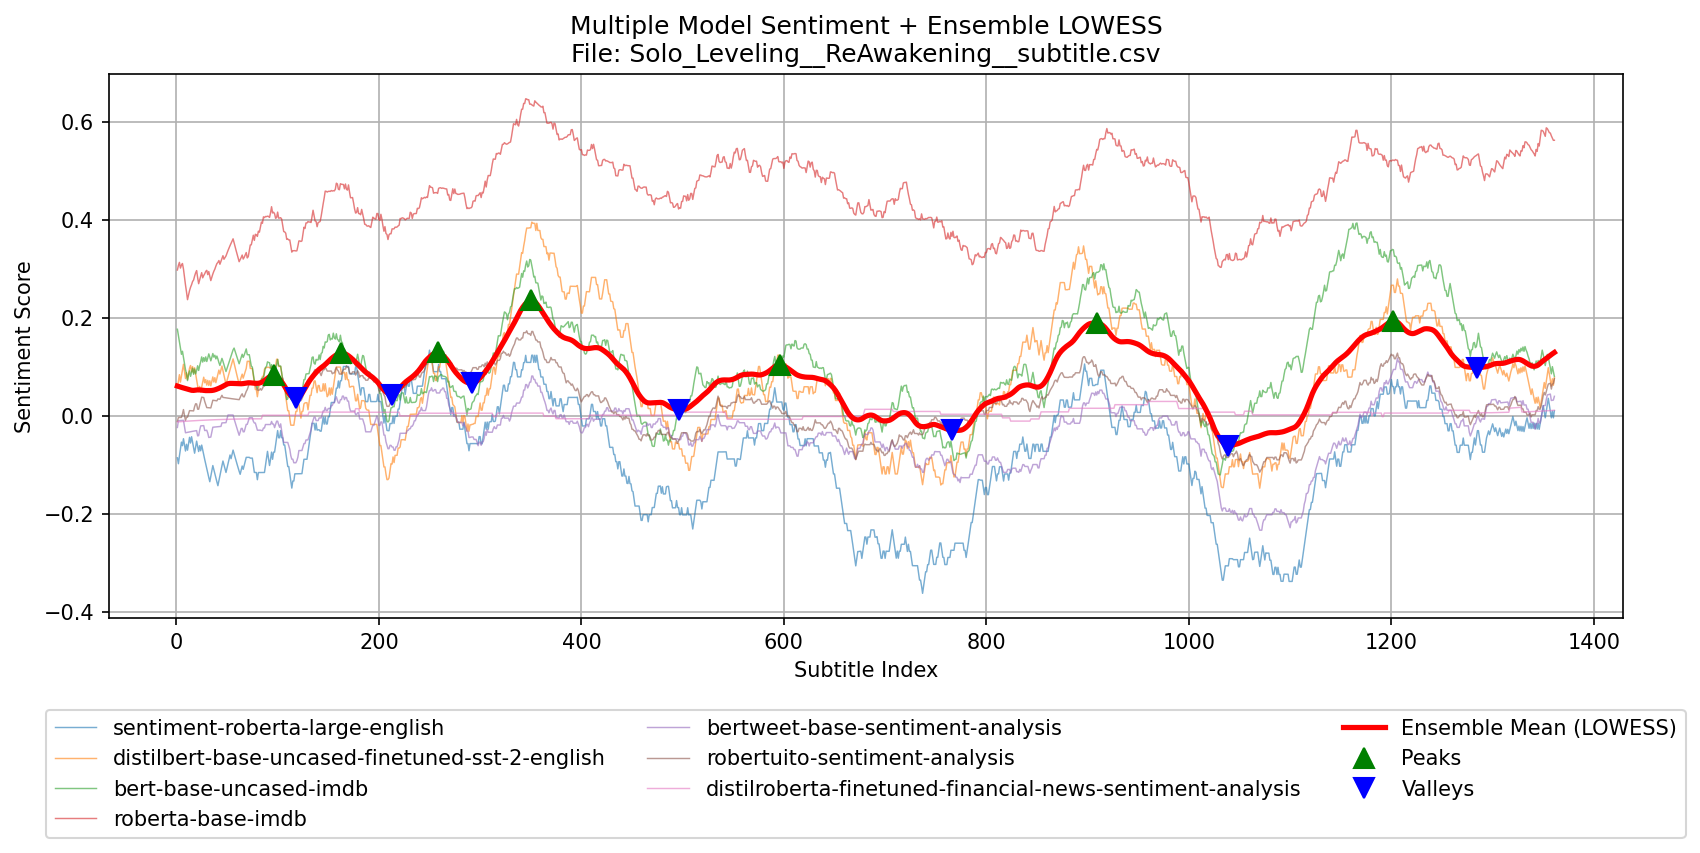 Multiple Model Sentiment + Ensemble LOWESS
File: Solo_Leveling__ReAwakening__subtitle.csv
Sentiment Score
0.6
0.4
0.2
0.0
−0.2
−0.4
0 200 400 600 800 1000 1200 1400
Subtitle Index
sentiment-roberta-large-english
distilbert-base-uncased-finetuned-sst-2-english
bert-base-uncased-imdb
roberta-base-imdb
bertweet-base-sentiment-analysis
robertuito-sentiment-analysis
distilroberta-finetuned-financial-news-sentiment-analysis
Ensemble Mean (LOWESS)
Peaks
Valleys